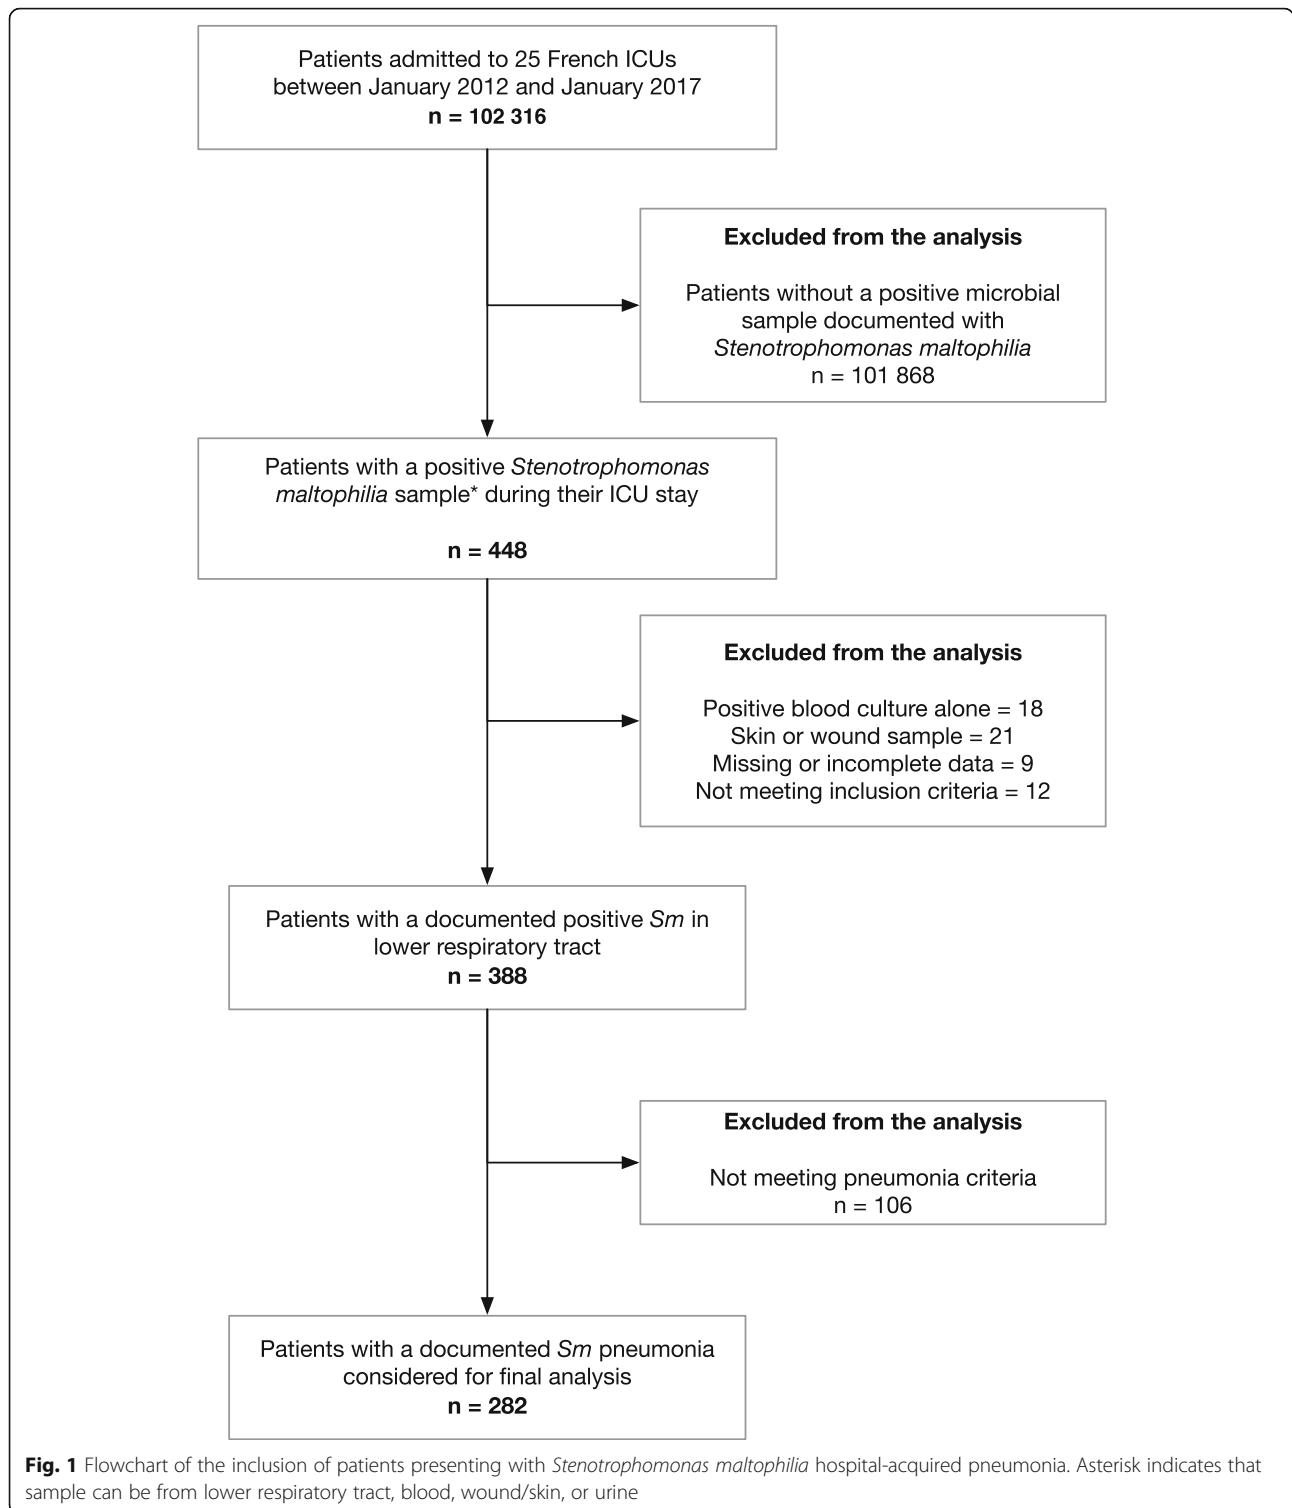 Patients admitted to 25 French ICUs
between January 2012 and January 2017
n = 102 316
Excluded from the analysis
Patients without a positive microbial
sample documented with
Stenotrophomonas maltophilia
n = 101 868
Patients with a positive Stenotrophomonas
maltophilia sample* during their ICU stay
n = 448
Excluded from the analysis
Positive blood culture alone = 18
Skin or wound sample = 21
Missing or incomplete data = 9
Not meeting inclusion criteria = 12
Patients with a documented positive Sm in
lower respiratory tract
n = 388
Excluded from the analysis
Not meeting pneumonia criteria
n = 106
Patients with a documented Sm pneumonia
considered for final analysis
n = 282
Fig. 1 Flowchart of the inclusion of patients presenting with Stenotrophomonas maltophilia hospital-acquired pneumonia. Asterisk indicates that
sample can be from lower respiratory tract, blood, wound/skin, or urine